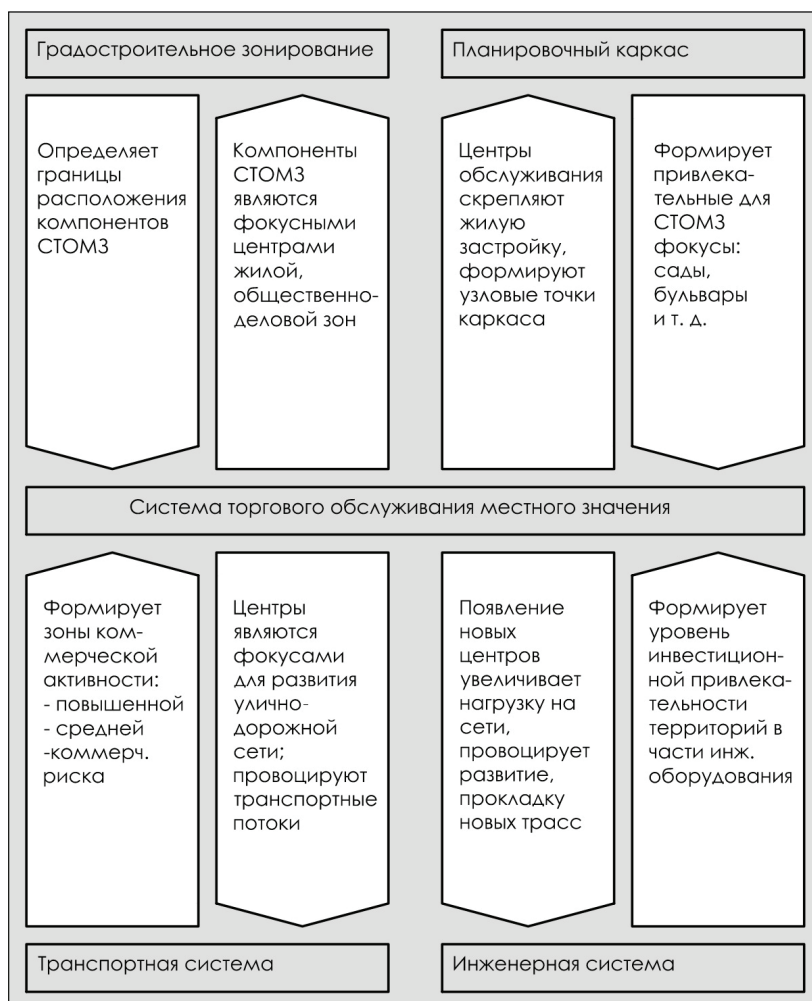 Градостроительное зонирование
Планировочный каркас
Определяет
границы
расположения
компонентов
СТОМЗ
Компоненты
СТОМЗ
являются
фокусными
центрами
жилой,
общественно-
деловой зон
Центры
обслуживания
скрепляют
жилую
застройку,
формируют
узловые точки
каркаса
Формирует
привлека-
тельные для
СТОМЗ
фокусы:
сады,
бульвары
и т. д.
Система торгового обслуживания местного значения
Формирует
зоны ком-
мерческой
активности:
- повышенной
- средней
-коммерч.
риска
Центры
являются
фокусами
для развития
улично-
дорожной
сети;
провоцируют
транспортные
потоки
Появление
новых
центров
увеличивает
нагрузку на
сети,
провоцирует
развитие,
прокладку
новых трасс
Формирует
уровень
инвестицион-
ной привлека-
тельности
территорий в
части инж.
оборудования
Транспортная система
Инженерная система